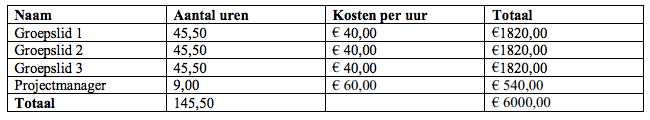 Naam Aantal uren Kosten per uur Totaal
Groepslid 1 45,50 € 40,00 €1820,00
Groepslid 2 45,50 € 40,00 €1820,00
Groepslid 3 45,50 € 40,00 €1820,00
Projectmanager 9,00 € 60,00 € 540,00
Totaal 145,50 € 6000,00